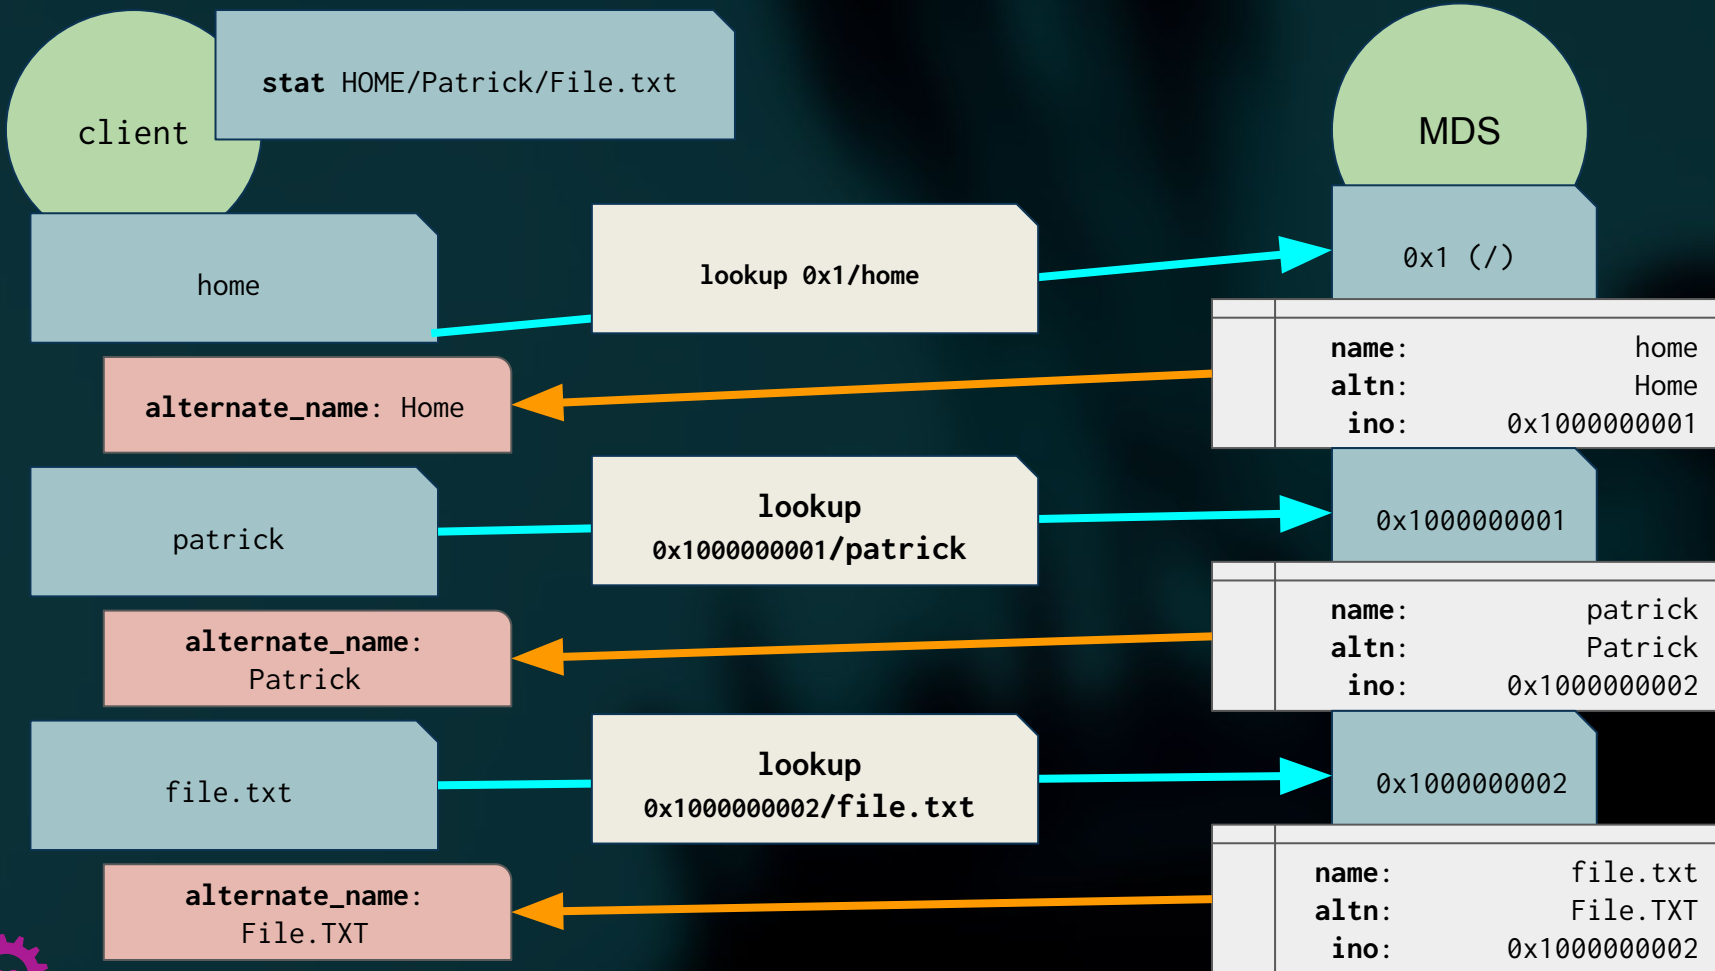 client
stat HOME/Patrick/File.txt
MDS
home
lookup 0x1/home
0x1 (/)
name: home
altn: Home
ino: 0x1000000001
alternate_name: Home
patrick
lookup
0x1000000001/patrick
0x1000000001
name: patrick
altn: Patrick
ino: 0x1000000002
alternate_name:
Patrick
file.txt
lookup
0x1000000002/file.txt
0x1000000002
name: file.txt
altn: File.TXT
ino: 0x1000000002
alternate_name:
File.TXT